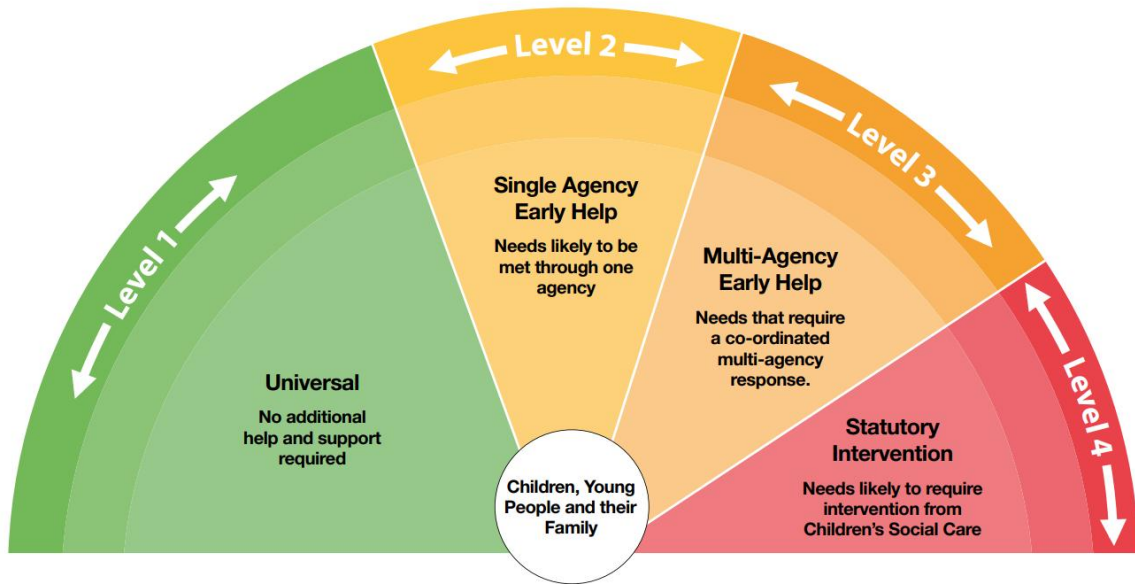 Level 1
Universal
No additional
help and support
required
Level 2
Single Agency
Early Help
Needs likely to be
met through one
agency
Level 3
Multi-Agency
Early Help
Needs that require
a co-ordinated
multi-agency
response.
Level 4
Statutory
Intervention
Needs likely to require
intervention from
Children’s Social Care
Children, Young
People and their
Family